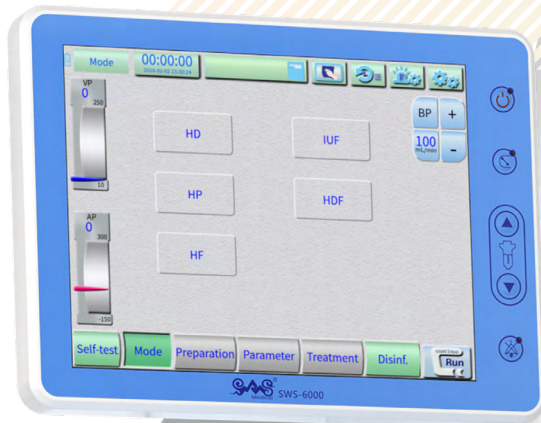 Mode
00:00:00
VP
0
250
10
BP
+
100
mL/min
-
HD
IUF
HP
HDF
HF
AP
0
300
-150
Self-test
Mode
Preparation
Parameter
Treatment
Disinf.
Run
SWS
SWS-6000